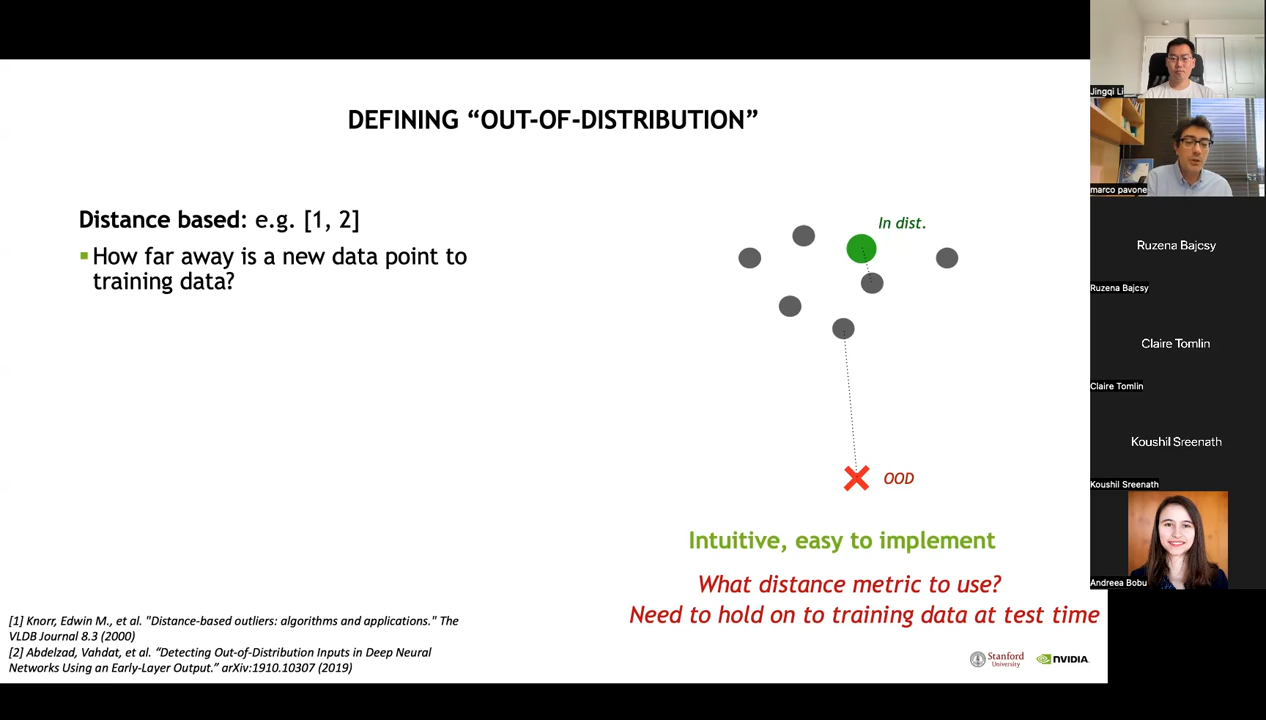 DEFINING “OUT-OF-DISTRIBUTION”
Distance based: e.g. [1, 2]
How far away is a new data point to
training data?
In dist.
OOD
Intuitive, easy to implement
What distance metric to use?
Need to hold on to training data at test time
[1] Knorr, Edwin M., et al. "Distance-based outliers: algorithms and applications." The
VLDB Journal 8.3 (2000)
[2] Abdelzad, Vahdat, et al. “Detecting Out-of-Distribution Inputs in Deep Neural
Networks Using an Early-Layer Output.” arXiv:1910.10307 (2019)
Stanford
University
NVIDIA.
Jingqi Li
marco pavone
Ruzena Bajcsy
Ruzena Bajcsy
Claire Tomlin
Claire Tomlin
Koushil Sreenath
Koushil Sreenath
Andreea Bobu